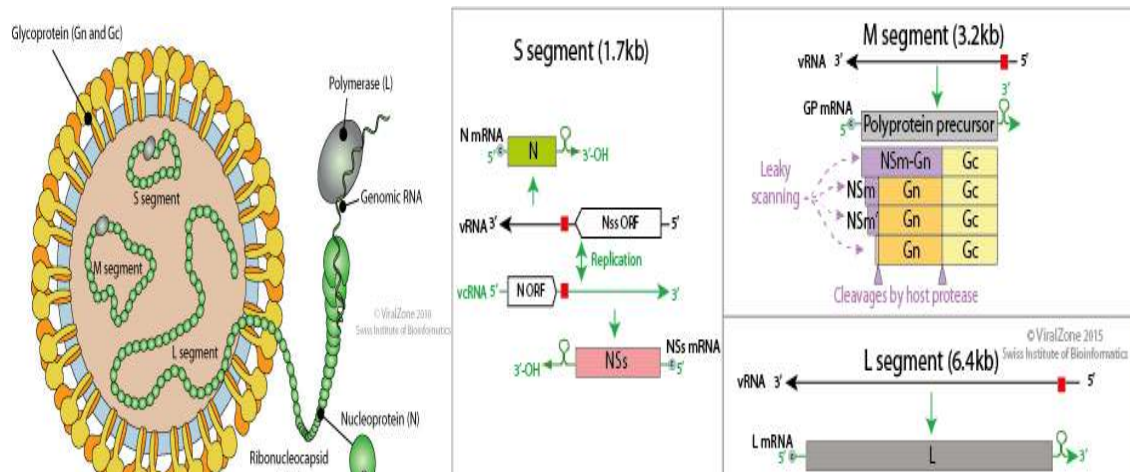 Glycoprotein (Gn and Gc)
Polymerase (L)
S segment
Genomic RNA
M segment
© ViralZone 2010
Swiss Institute of Bioinformatics
L segment
Nucleoprotein (N)
Ribonucleocapsid
S segment (1.7kb)
N mRNA
5' C N 3'-OH
vRNA 3' Nss ORF 5'
Replication
vcRNA 5' N ORF 3'
NSs mRNA
3'-OH NSs C 5'
M segment (3.2kb)
vRNA 3' 5'
3'
GP mRNA
5' C Polyprotein precursor
Leaky
scanning
NSm-Gn Gc
NSm Gn Gc
NSm' Gn Gc
Gn Gc
Cleavages by host protease
© ViralZone 2015
Swiss Institute of Bioinformatics
L segment (6.4kb)
vRNA 3' 5'
L mRNA
5' C L 3'